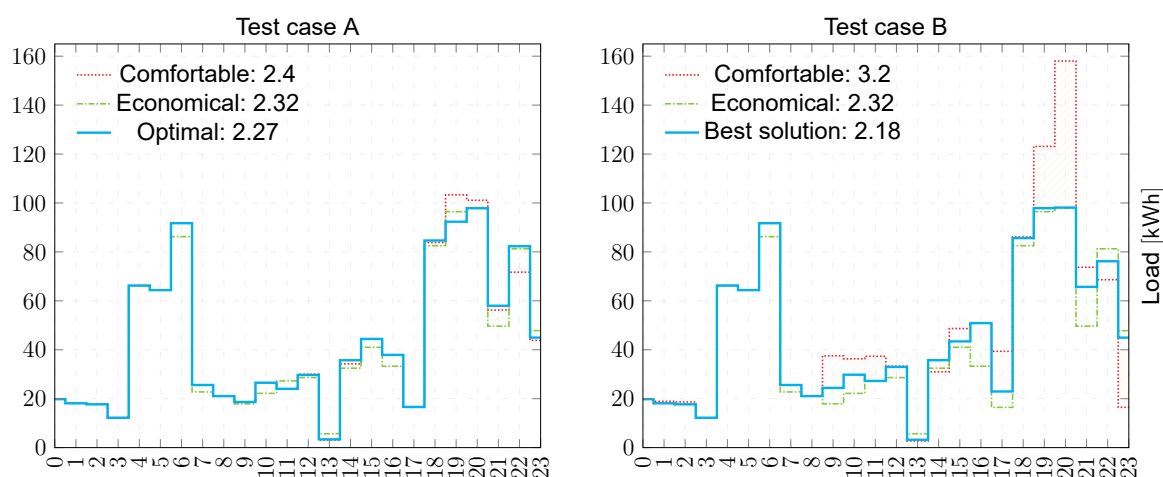 Test case A
160
140
120
100
80
60
40
20
0
Comfortable: 2.4
Economical: 2.32
Optimal: 2.27
0 1 2 3 4 5 6 7 8 9 10 11 12 13 14 15 16 17 18 19 20 21 22 23
Test case B
160
140
120
100
80
60
40
20
0
Comfortable: 3.2
Economical: 2.32
Best solution: 2.18
0 1 2 3 4 5 6 7 8 9 10 11 12 13 14 15 16 17 18 19 20 21 22 23
Load [kWh]